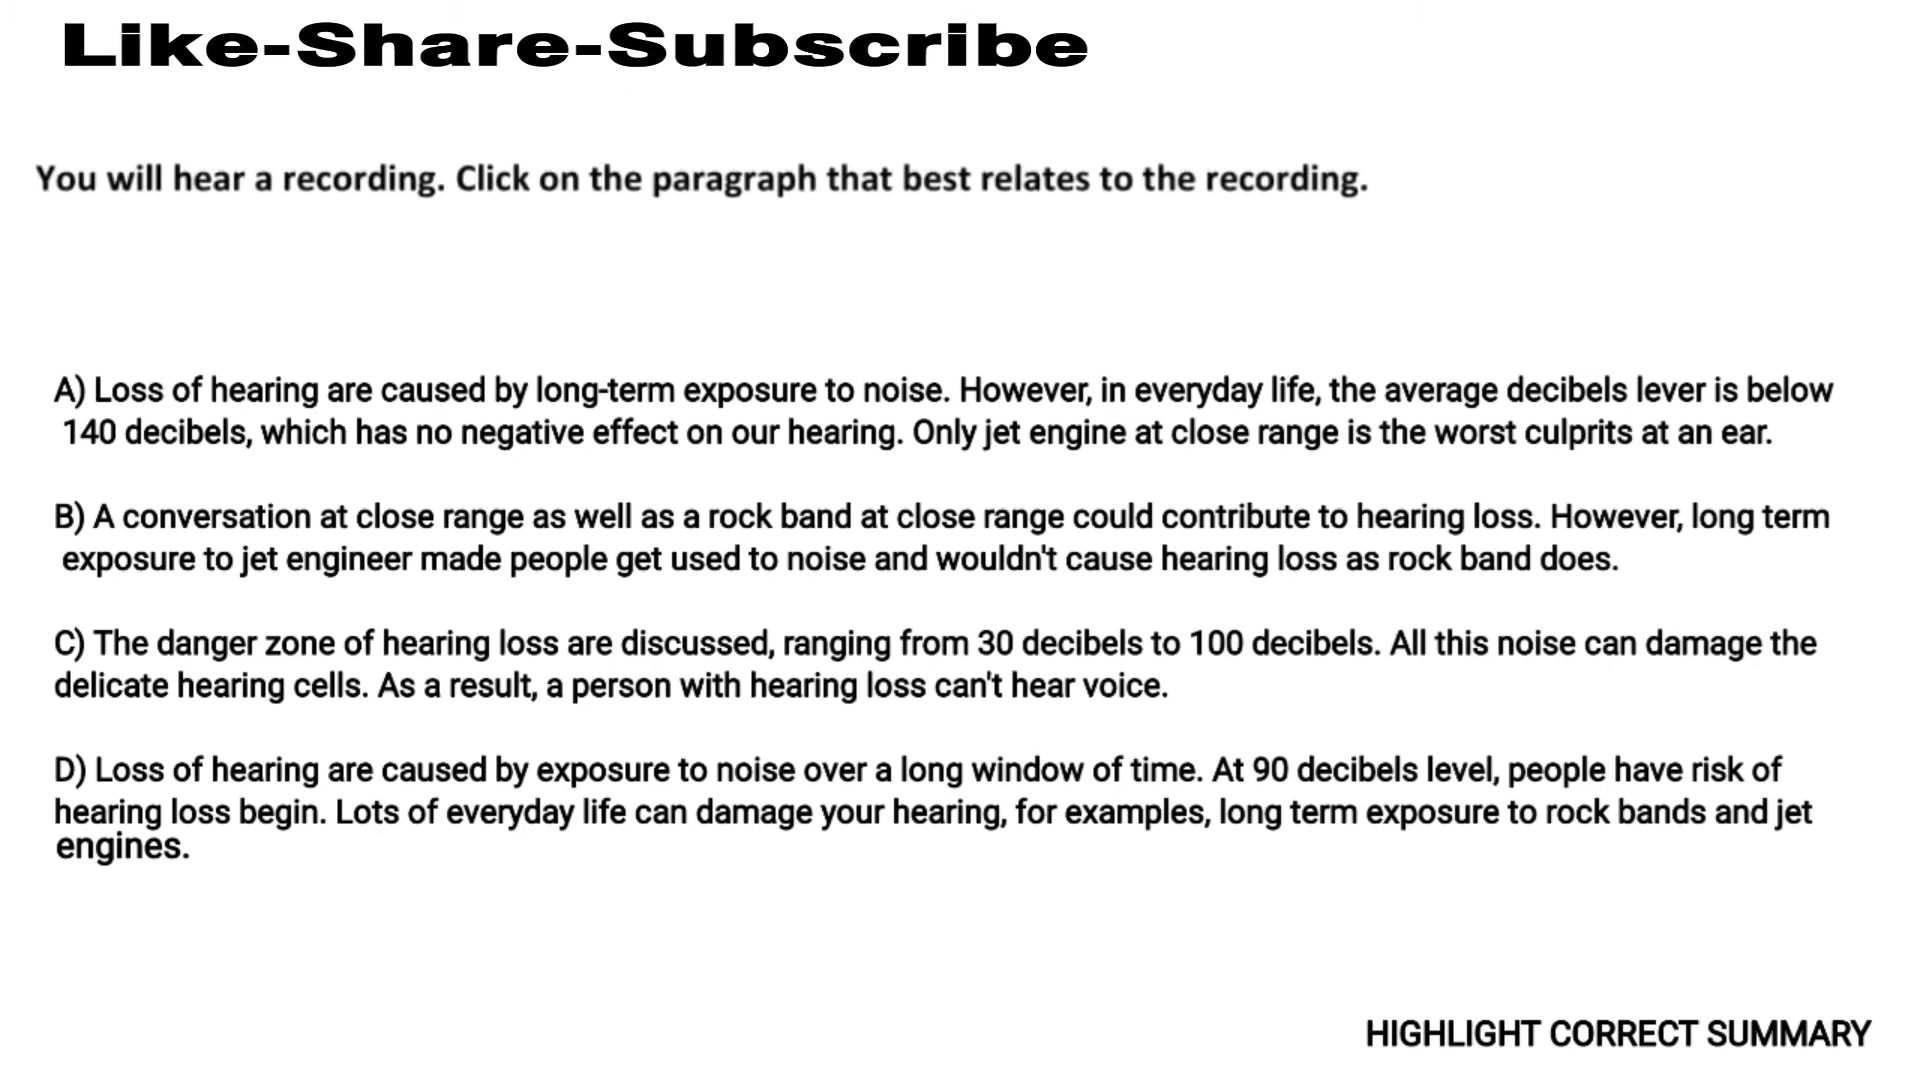 Like-Share-Subscribe
You will hear a recording. Click on the paragraph that best relates to the recording.
A) Loss of hearing are caused by long-term exposure to noise. However, in everyday life, the average decibels lever is below
140 decibels, which has no negative effect on our hearing. Only jet engine at close range is the worst culprits at an ear.
B) A conversation at close range as well as a rock band at close range could contribute to hearing loss. However, long term
exposure to jet engineer made people get used to noise and wouldn't cause hearing loss as rock band does.
C) The danger zone of hearing loss are discussed, ranging from 30 decibels to 100 decibels. All this noise can damage the
delicate hearing cells. As a result, a person with hearing loss can't hear voice.
D) Loss of hearing are caused by exposure to noise over a long window of time. At 90 decibels level, people have risk of
hearing loss begin. Lots of everyday life can damage your hearing, for examples, long term exposure to rock bands and jet
engines.
HIGHLIGHT CORRECT SUMMARY